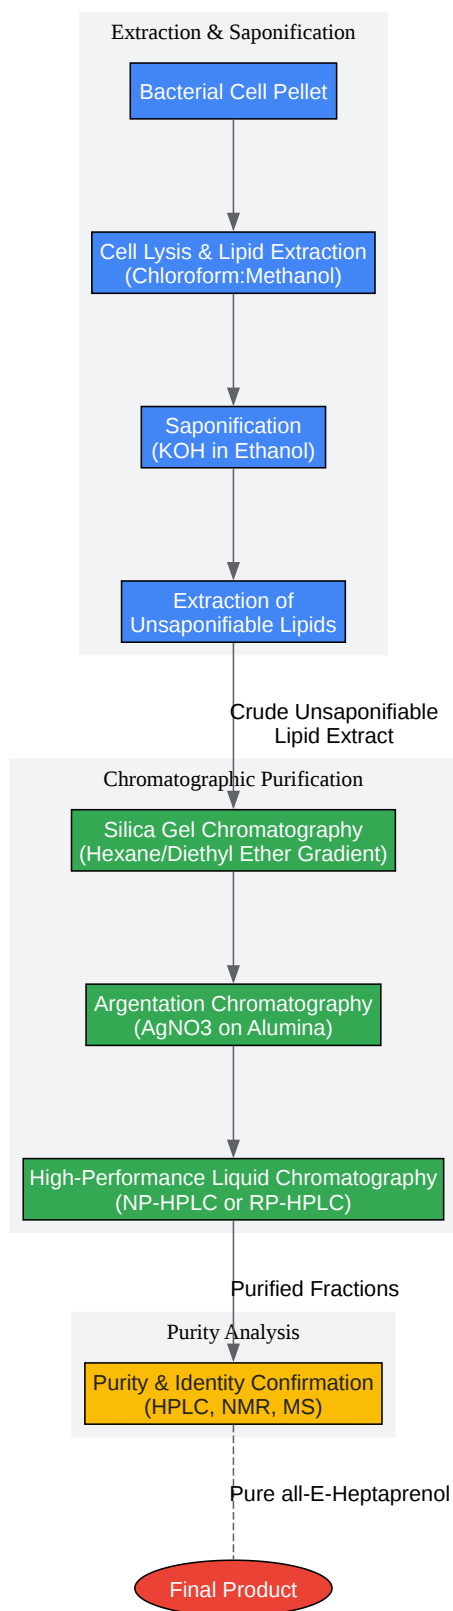 Extraction & Saponification
Bacterial Cell Pellet
Cell Lysis & Lipid Extraction
(Chloroform:Methanol)
Saponification
(KOH in Ethanol)
Extraction of
Unsaponifiable Lipids
Crude Unsaponifiable
Lipid Extract
Chromatographic Purification
Silica Gel Chromatography
(Hexane/Diethyl Ether Gradient)
Argentation Chromatography
(AgNO3 on Alumina)
High-Performance Liquid Chromatography
(NP-HPLC or RP-HPLC)
Purified Fractions
Purity Analysis
Purity & Identity Confirmation
(HPLC, NMR, MS)
Pure all-E-Heptaprenol
Final Product